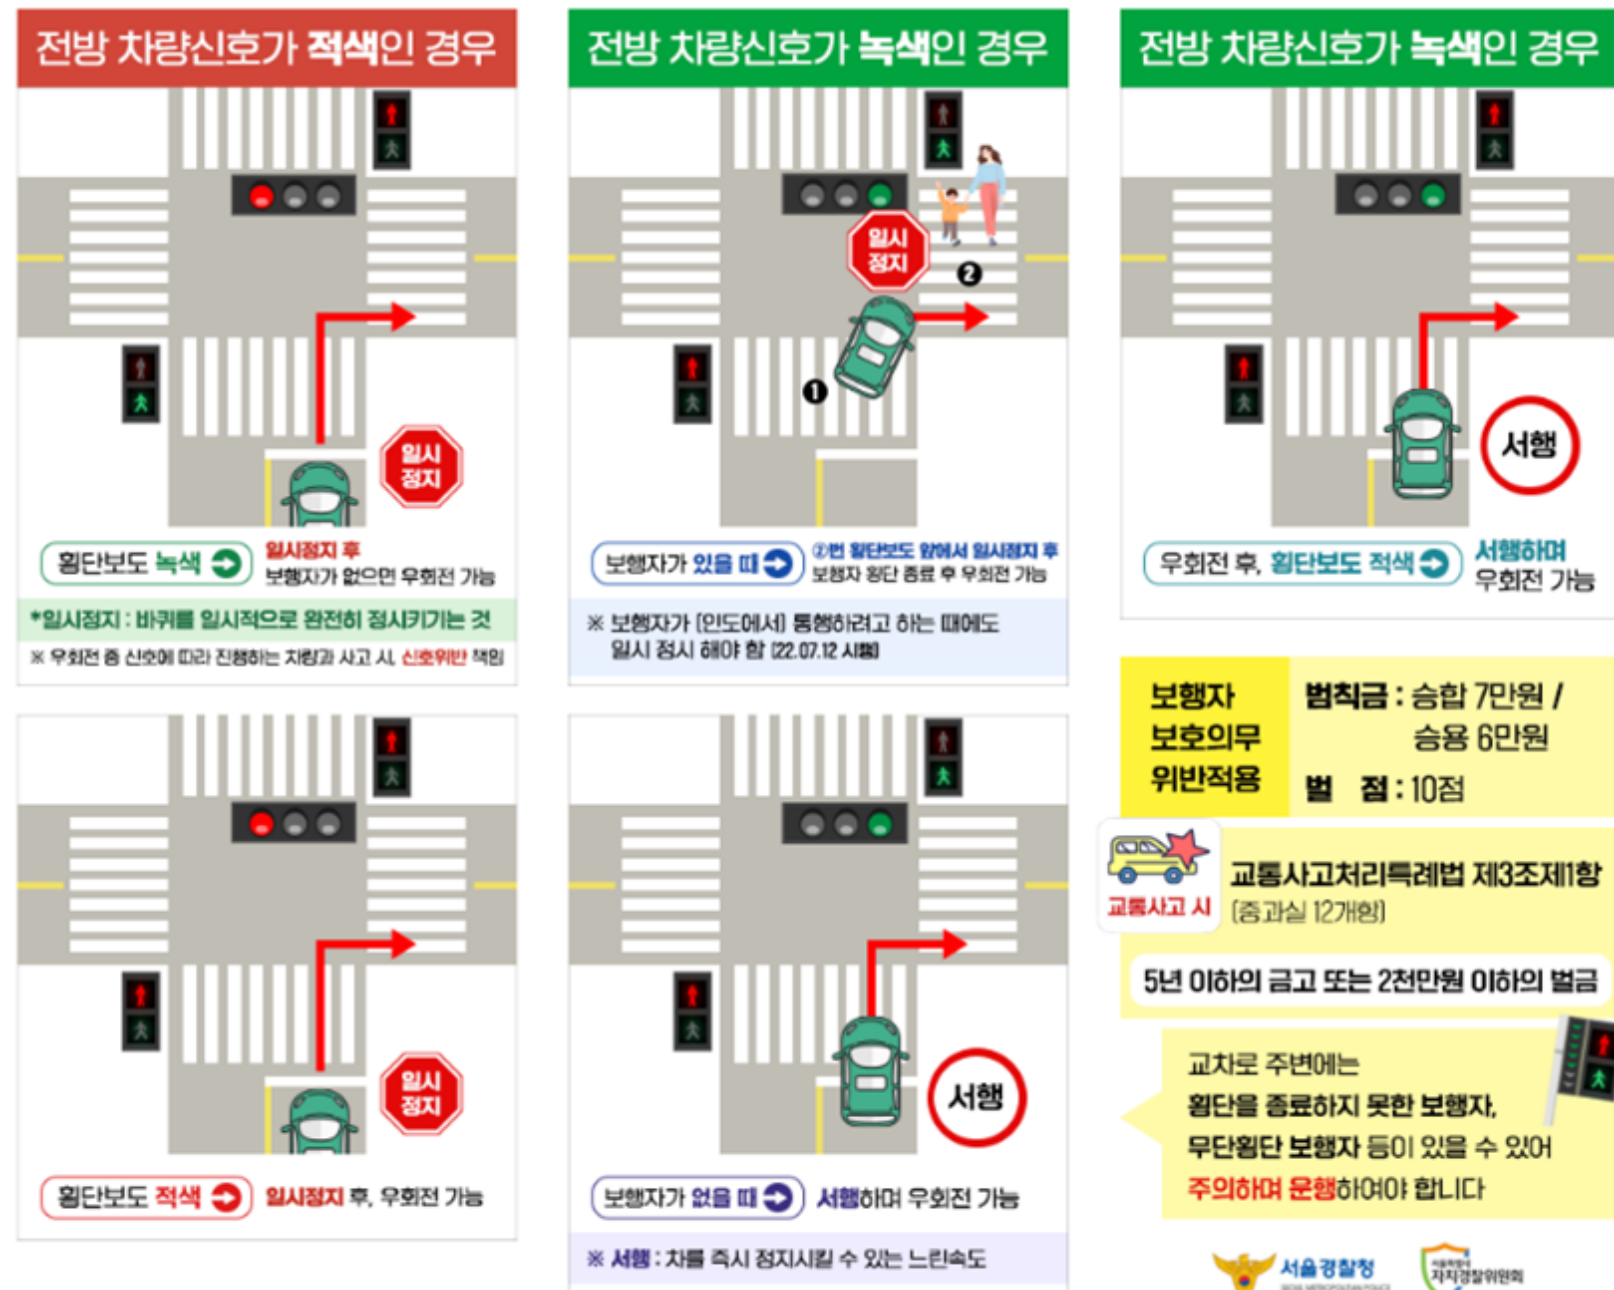 전방 차량신호가 적색인 경우
일시
정지
횡단보도 녹색
일시정지 후
보행자가 없으면 우회전 가능
*일시정지 : 바퀴를 일시적으로 완전히 정시키기는 것
※ 우회전 중 신호에 따라 진행하는 차량과 사고 시, 신호위반 책임
일시
정지
횡단보도 적색
일시정지 후, 우회전 가능
전방 차량신호가 녹색인 경우
일시
정지
❷
❶
보행자가 있을 때
②번 횡단보도 앞에서 일시정지 후
보행자 횡단 종료 후 우회전 가능
※ 보행자가 (인도에서) 통행하려고 하는 때에도
일시 정시 해야 함 (22.07.12 시행)
서행
보행자가 없을 때
서행하며 우회전 가능
※ 서행 : 차를 즉시 정지시킬 수 있는 느린속도
전방 차량신호가 녹색인 경우
서행
우회전 후, 횡단보도 적색
서행하며
우회전 가능
보행자
보호의무
위반적용
범칙금 : 승합 7만원 /
승용 6만원
벌 점 : 10점
교통사고 시
교통사고처리특례법 제3조제1항
(중과실 12개항)
5년 이하의 금고 또는 2천만원 이하의 벌금
교차로 주변에는
횡단을 종료하지 못한 보행자,
무단횡단 보행자 등이 있을 수 있어
주의하며 운행하여야 합니다
서울경찰청
SEOUL METROPOLITAN POLICE
서울특별시
자치경찰위원회